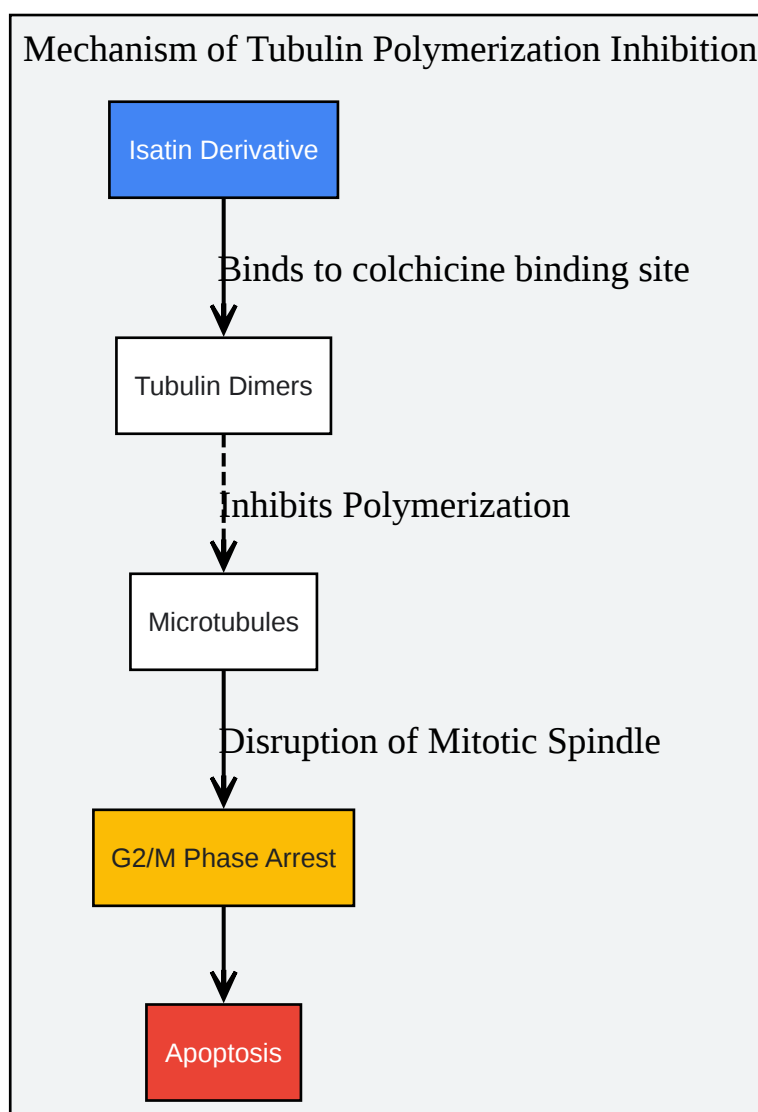 Mechanism of Tubulin Polymerization Inhibition
Isatin Derivative
Binds to colchicine binding site
Tubulin Dimers
Inhibits Polymerization
Microtubules
Disruption of Mitotic Spindle
G2/M Phase Arrest
Apoptosis